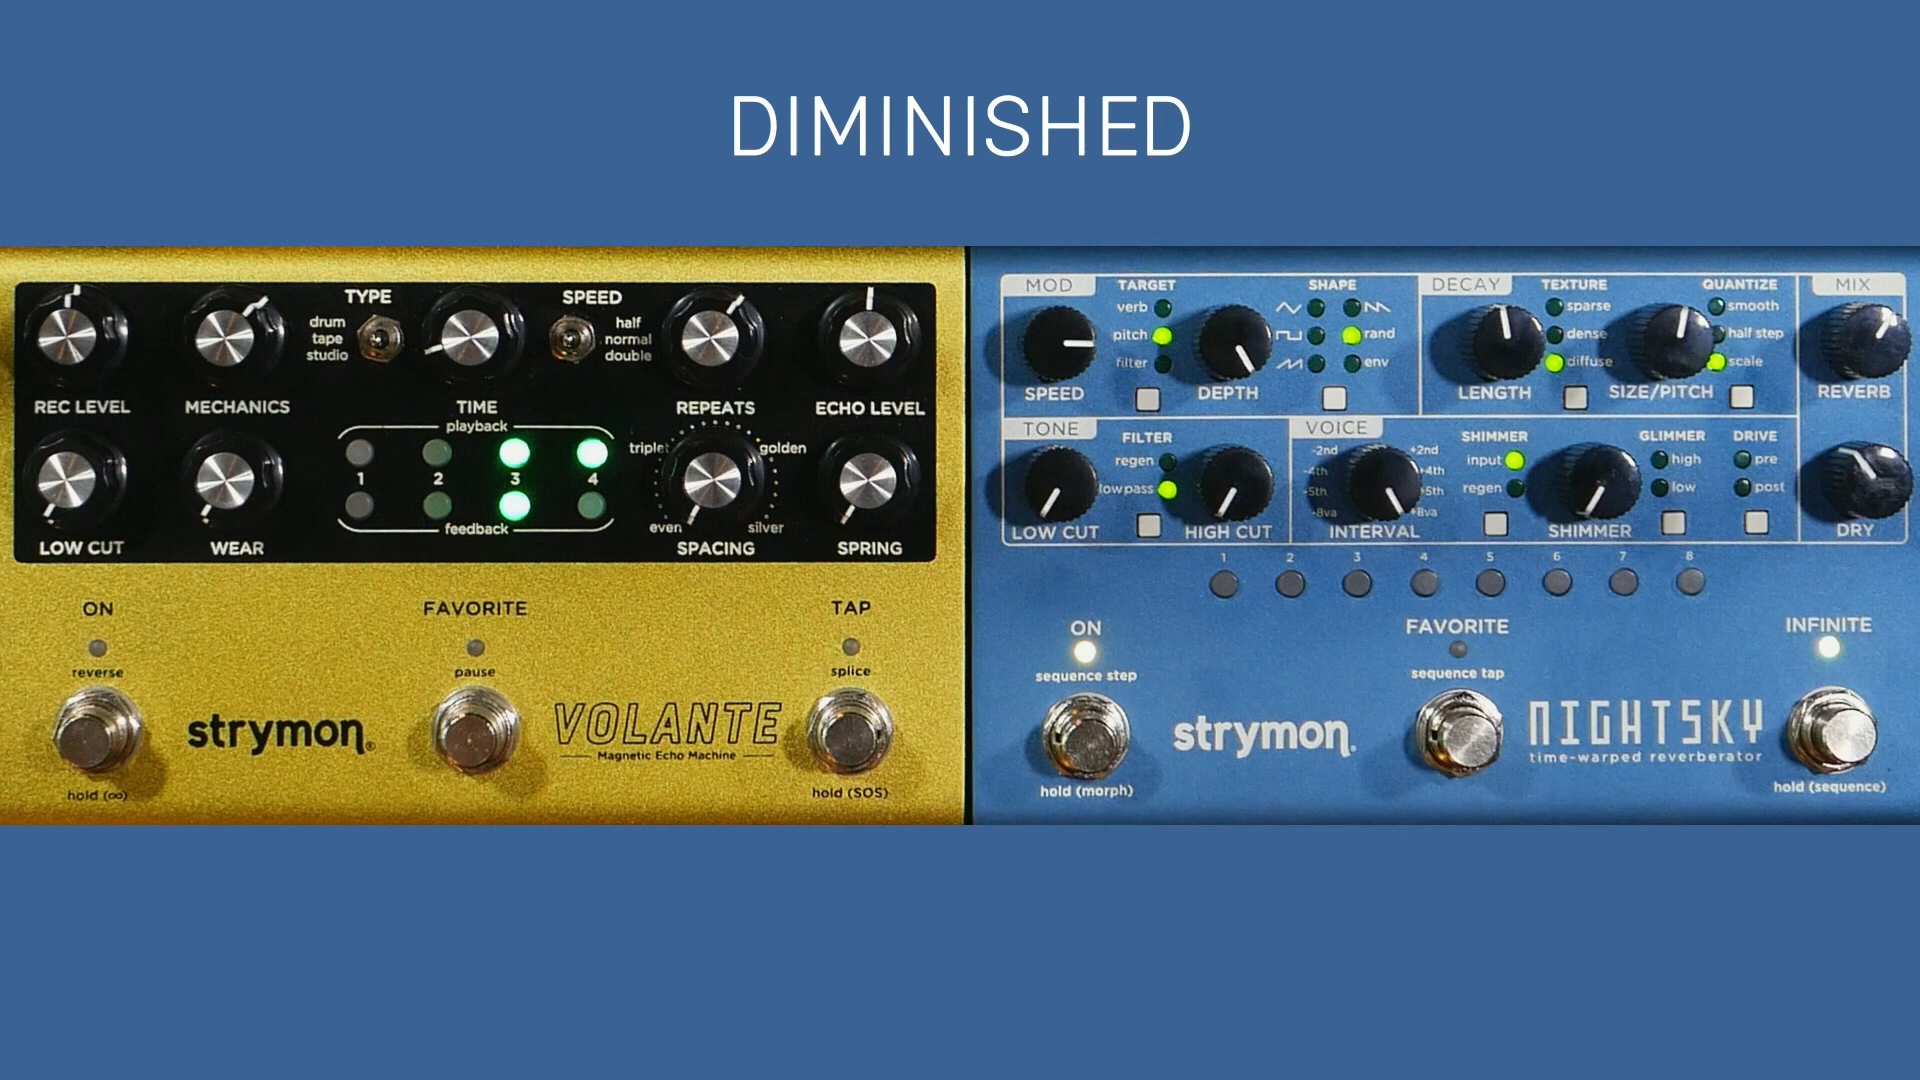 DIMINISHED
TYPE
drum
tape
studio
SPEED
half
normal
double
REC LEVEL
MECHANICS
TIME
REPEATS
ECHO LEVEL
playback
1 2 3 4
feedback
triplet
golden
even
silver
LOW CUT
WEAR
SPACING
SPRING
ON
FAVORITE
TAP
reverse
pause
splice
strymon®
VOLANTE
Magnetic Echo Machine
hold (∞)
hold (SOS)
MOD
TARGET
verb
pitch
filter
SHAPE
rand
env
SPEED
DEPTH
DECAY
TEXTURE
sparse
dense
diffuse
QUANTIZE
smooth
half step
scale
LENGTH
SIZE/PITCH
MIX
REVERB
TONE
FILTER
regen
lowpass
LOW CUT
HIGH CUT
VOICE
-2nd
-4th
-5th
-8va
+2nd
+4th
+5th
+8va
INTERVAL
SHIMMER
input
regen
SHIMMER
GLIMMER
high
low
DRIVE
pre
post
DRY
1 2 3 4 5 6 7 8
ON
FAVORITE
INFINITE
sequence step
sequence tap
strymon®
NIGHTSKY
time-warped reverberator
hold (morph)
hold (sequence)